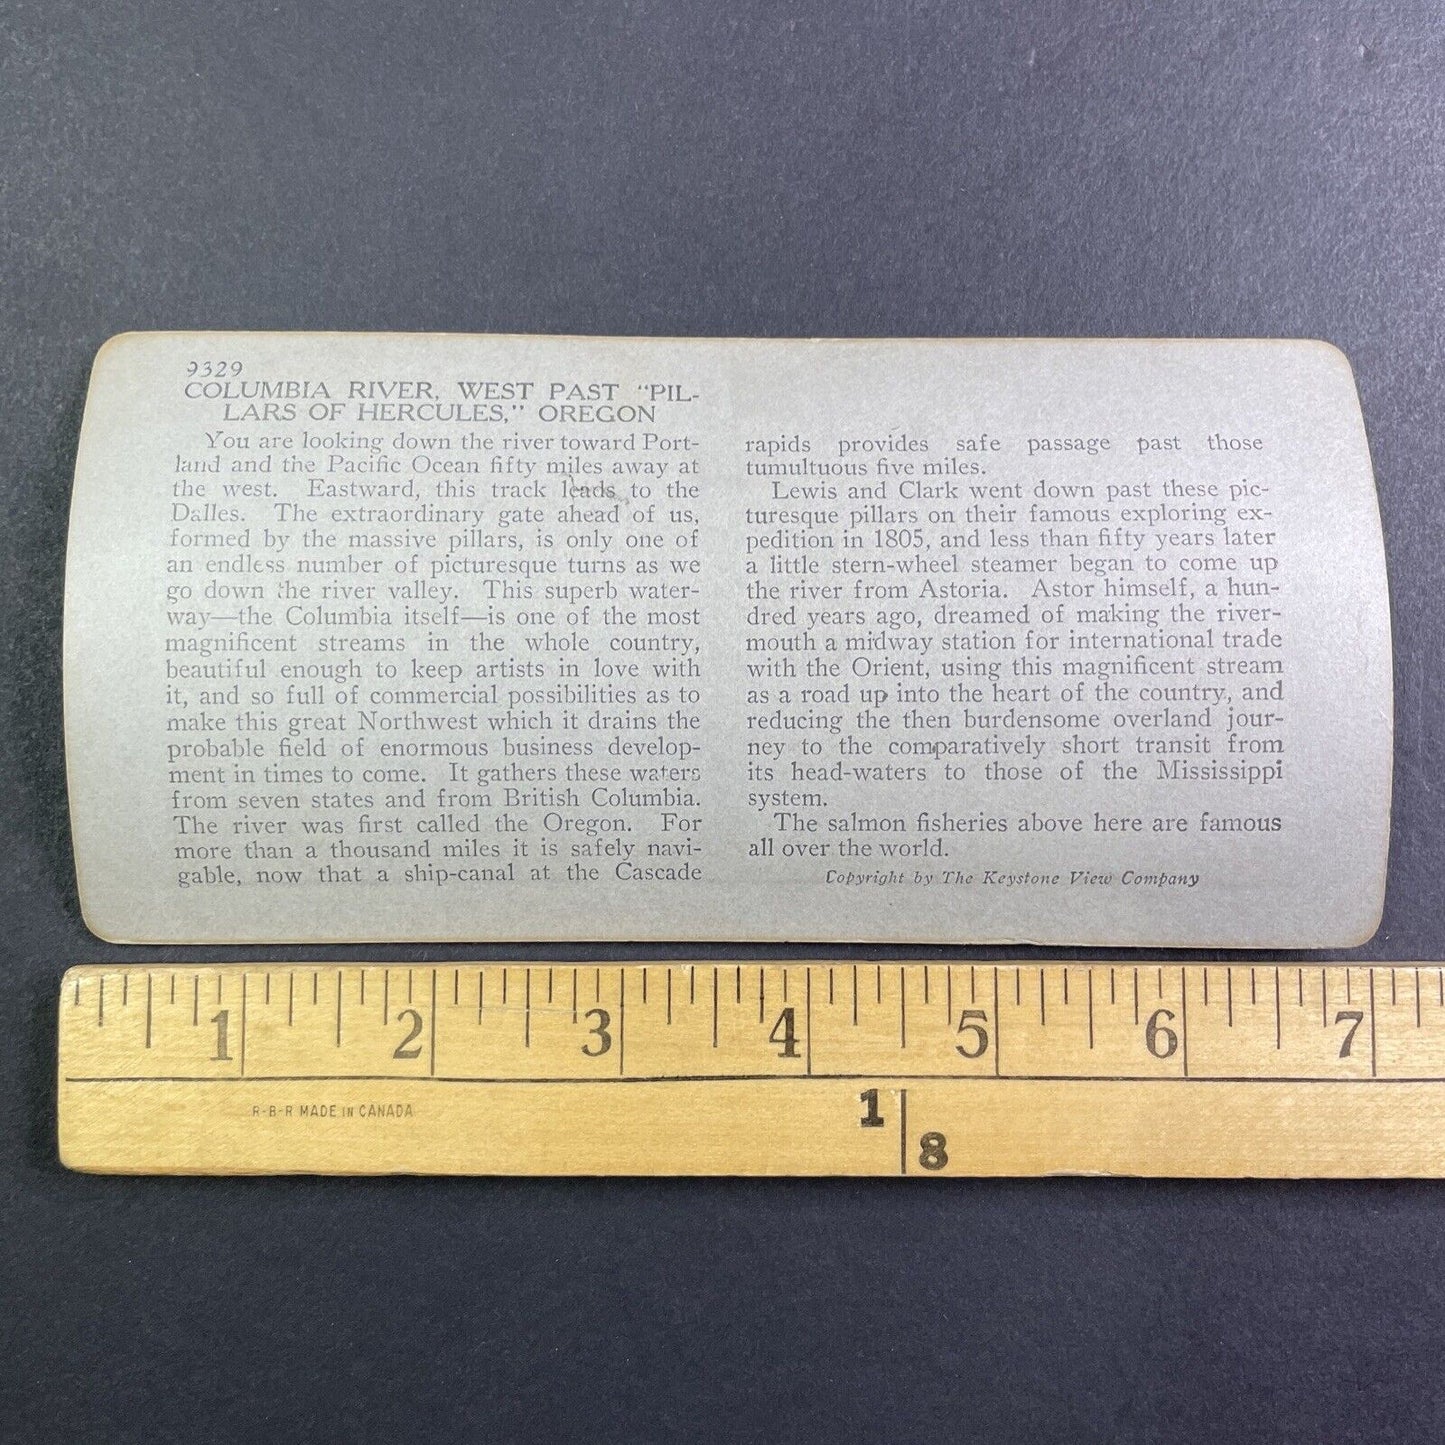 9329
COLUMBIA RIVER, WEST PAST "PIL-
LARS OF HERCULES," OREGON
You are looking down the river toward Port-
land and the Pacific Ocean fifty miles away at
the west. Eastward, this track leads to the
Dalles. The extraordinary gate ahead of us,
formed by the massive pillars, is only one of
an endless number of picturesque turns as we
go down the river valley. This superb water-
way—the Columbia itself—is one of the most
magnificent streams in the whole country,
beautiful enough to keep artists in love with
it, and so full of commercial possibilities as to
make this great Northwest which it drains the
probable field of enormous business develop-
ment in times to come. It gathers these waters
from seven states and from British Columbia.
The river was first called the Oregon. For
more than a thousand miles it is safely navi-
gable, now that a ship-canal at the Cascade
rapids provides safe passage past those
tumultuous five miles.
Lewis and Clark went down past these pic-
turesque pillars on their famous exploring ex-
pedition in 1805, and less than fifty years later
a little stern-wheel steamer began to come up
the river from Astoria. Astor himself, a hun-
dred years ago, dreamed of making the river-
mouth a midway station for international trade
with the Orient, using this magnificent stream
as a road up into the heart of the country, and
reducing the then burdensome overland jour-
ney to the comparatively short transit from
its head-waters to those of the Mississippi
system.
The salmon fisheries above here are famous
all over the world.
Copyright by The Keystone View Company
1 2 3 4 5 6 7
R-B-R MADE IN CANADA
1
8